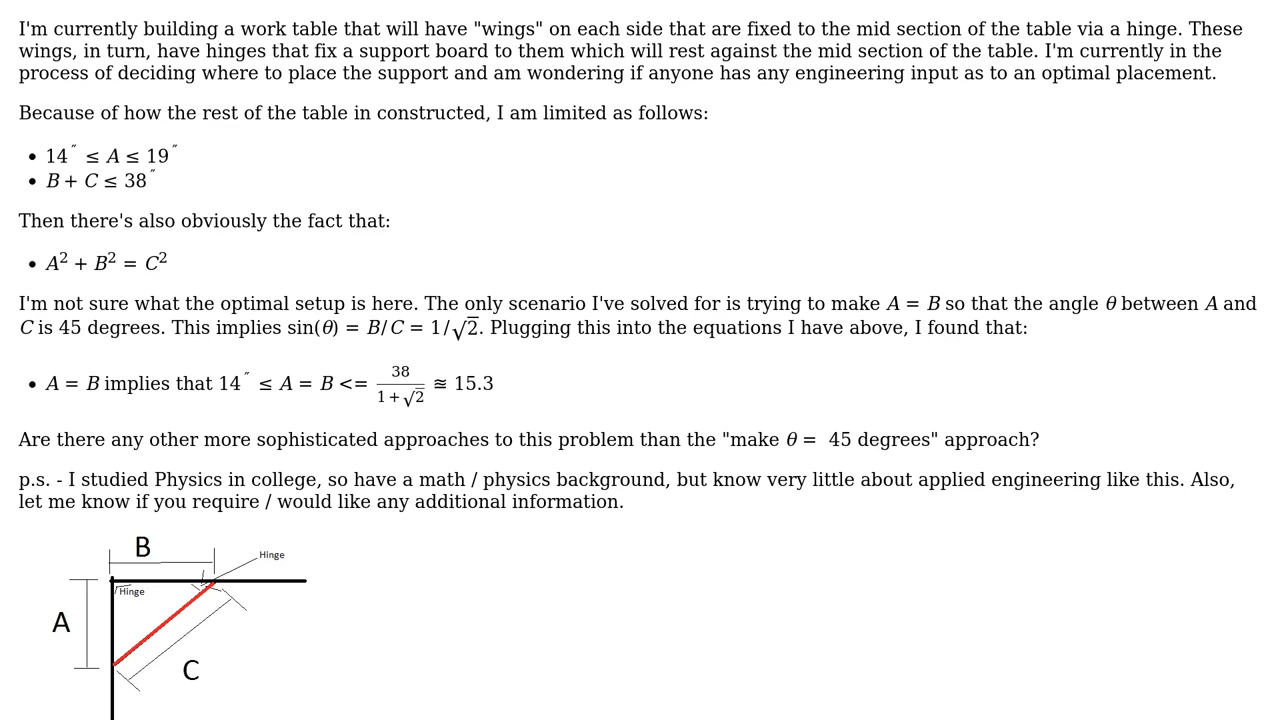 I'm currently building a work table that will have "wings" on each side that are fixed to the mid section of the table via a hinge. These
wings, in turn, have hinges that fix a support board to them which will rest against the mid section of the table. I'm currently in the
process of deciding where to place the support and am wondering if anyone has any engineering input as to an optimal placement.
Because of how the rest of the table in constructed, I am limited as follows:
• 14″ ≤ A ≤ 19″
• B + C ≤ 38″
Then there's also obviously the fact that:
• A² + B² = C²
I'm not sure what the optimal setup is here. The only scenario I've solved for is trying to make A = B so that the angle θ between A and
C is 45 degrees. This implies sin(θ) = B/C = 1/√2. Plugging this into the equations I have above, I found that:
• A = B implies that 14″ ≤ A = B <= 38/(1+√2) ≊ 15.3
Are there any other more sophisticated approaches to this problem than the "make θ = 45 degrees" approach?
p.s. - I studied Physics in college, so have a math / physics background, but know very little about applied engineering like this. Also,
let me know if you require / would like any additional information.
B
Hinge
Hinge
A
C